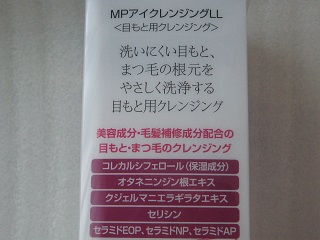 MPアイクレンジングLL
<目もと用クレンジング>
洗いにくい目もと、
まつ毛の根元を
やさしく洗浄する
目もと用クレンジング
美容成分・毛髪補修成分配合の
目もと・まつ毛のクレンジング
コレカルシフェロール(保湿成分)
オタネニンジン根エキス
クジェルマニエラギラタエキス
セリシン
セラミドEOP、セラミドNP、セラミドAP